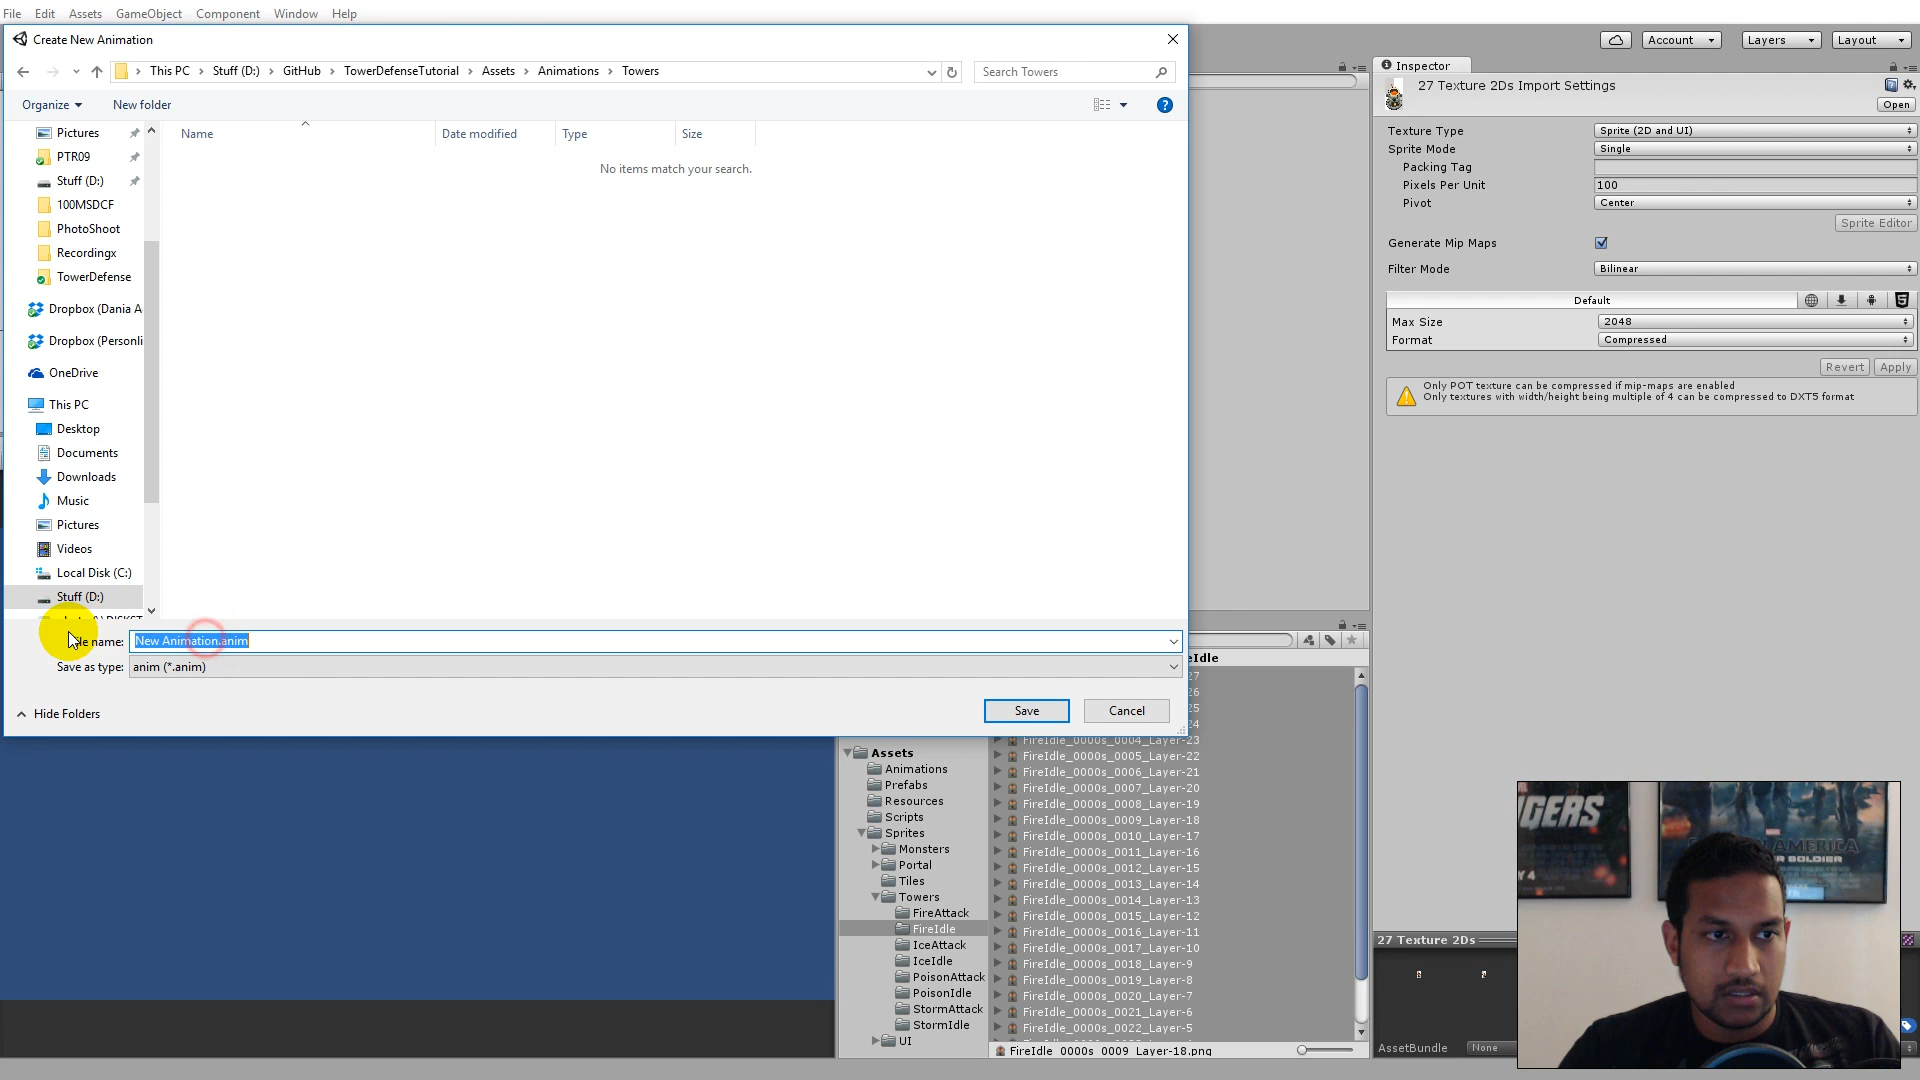 File Edit Assets GameObject Component Window Help
Create New Animation
This PC Stuff (D:) GitHub TowerDefenseTutorial Assets Animations Towers
Search Towers
Organize New folder
Name Date modified Type Size
No items match your search.
Pictures
PTR09
Stuff (D:)
100MSDCF
PhotoShoot
Recordingx
TowerDefense
Dropbox (Dania A
Dropbox (Personli
OneDrive
This PC
Desktop
Documents
Downloads
Music
Pictures
Videos
Local Disk (C:)
Stuff (D:)
name: New Animation.anim
Save as type: anim (*.anim)
Hide Folders
Save Cancel
Account Layers Layout
Inspector
27 Texture 2Ds Import Settings
Open
Texture Type Sprite (2D and UI)
Sprite Mode Single
Packing Tag
Pixels Per Unit 100
Pivot Center
Sprite Editor
Generate Mip Maps
Filter Mode Bilinear
Default
Max Size 2048
Format Compressed
Revert Apply
Only POT texture can be compressed if mip-maps are enabled
Only textures with width/height being multiple of 4 can be compressed to DXT5 format
Assets
Animations
Prefabs
Resources
Scripts
Sprites
Monsters
Portal
Tiles
Towers
FireAttack
FireIdle
IceAttack
IceIdle
PoisonAttack
PoisonIdle
StormAttack
StormIdle
UI
eIdle
27
26
25
24
FireIdle_0000s_0004_Layer-23
FireIdle_0000s_0005_Layer-22
FireIdle_0000s_0006_Layer-21
FireIdle_0000s_0007_Layer-20
FireIdle_0000s_0008_Layer-19
FireIdle_0000s_0009_Layer-18
FireIdle_0000s_0010_Layer-17
FireIdle_0000s_0011_Layer-16
FireIdle_0000s_0012_Layer-15
FireIdle_0000s_0013_Layer-14
FireIdle_0000s_0014_Layer-13
FireIdle_0000s_0015_Layer-12
FireIdle_0000s_0016_Layer-11
FireIdle_0000s_0017_Layer-10
FireIdle_0000s_0018_Layer-9
FireIdle_0000s_0019_Layer-8
FireIdle_0000s_0020_Layer-7
FireIdle_0000s_0021_Layer-6
FireIdle_0000s_0022_Layer-5
FireIdle_0000s_0009_Layer-18.png
27 Texture 2Ds
AssetBundle None